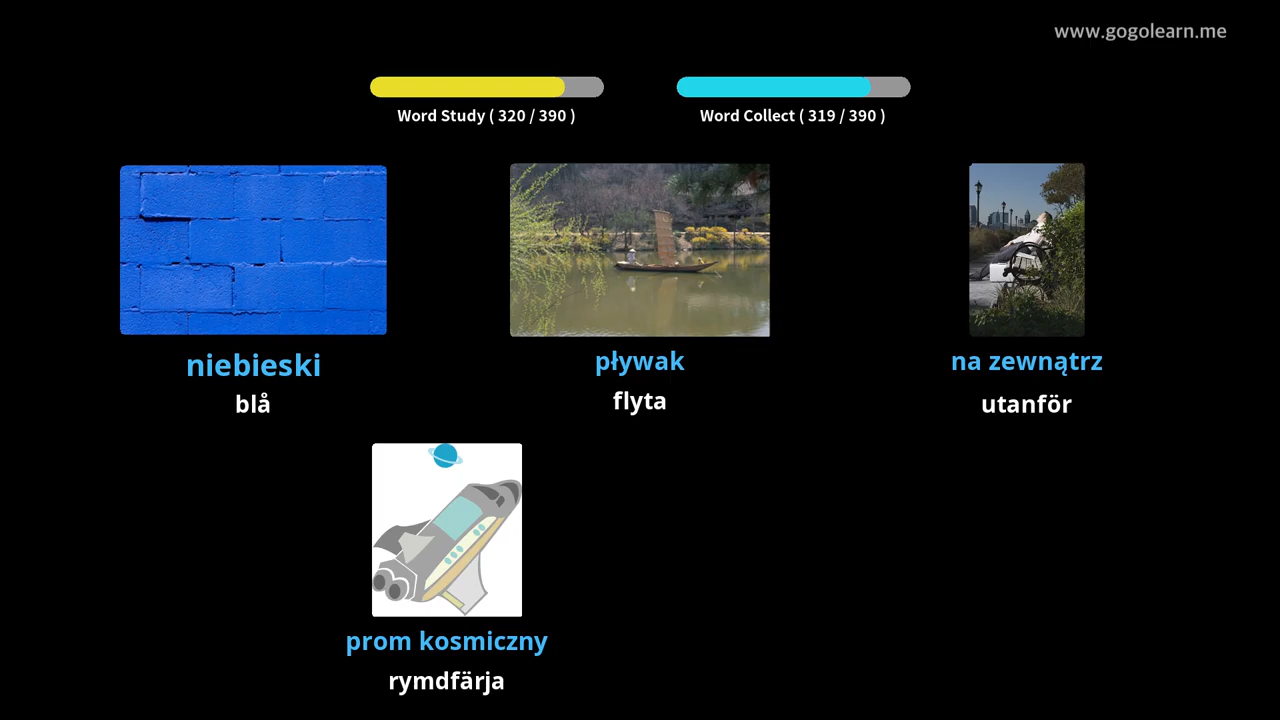 www.gogolearn.me
Word Study ( 320 / 390 )
Word Collect ( 319 / 390 )
niebieski
blå
pływak
flyta
na zewnątrz
utanför
prom kosmiczny
rymdfärja